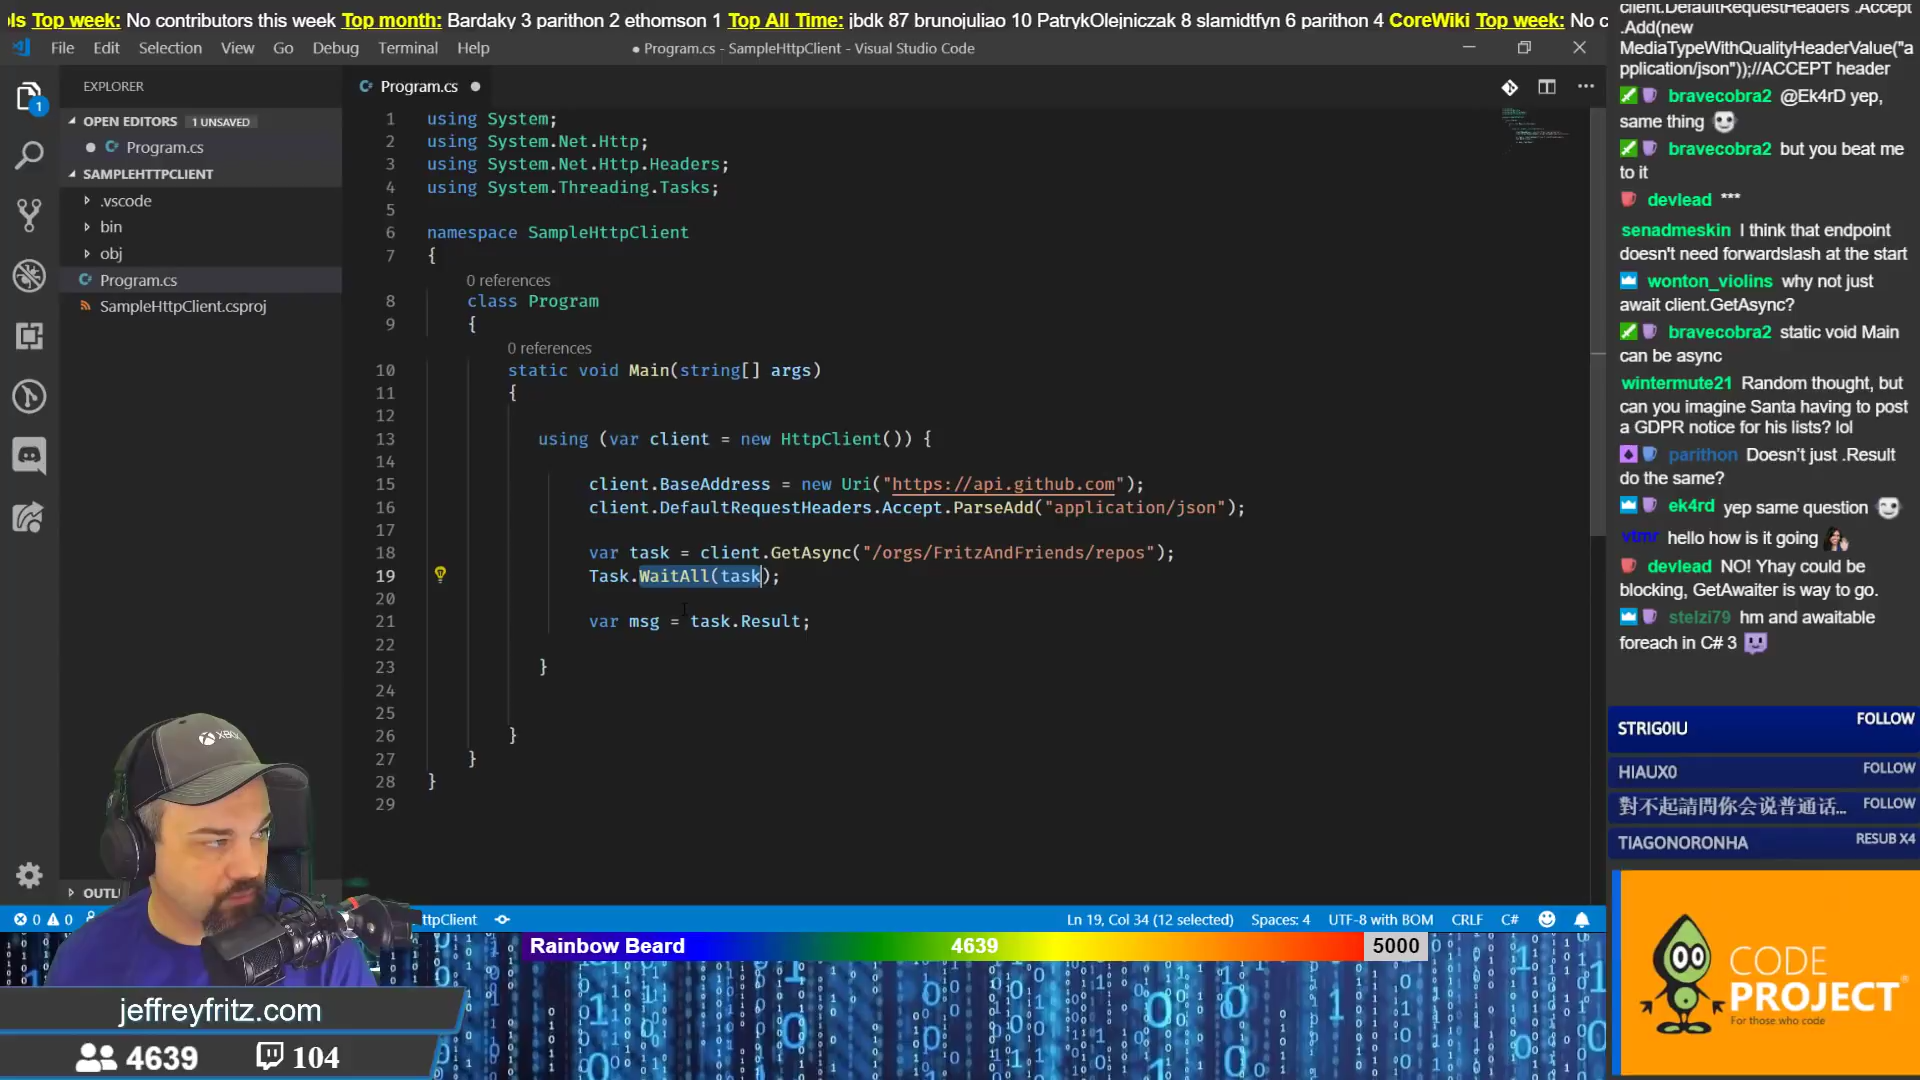 ols Top week: No contributors this week Top month: Bardaky 3 parithon 2 ethomson 1 Top All Time: jbdk 87 brunojuliao 10 PatrykOlejniczak 8 slamidtfyn 6 parithon 4 CoreWiki Top week: No c
File Edit Selection View Go Debug Terminal Help
● Program.cs - SampleHttpClient - Visual Studio Code
EXPLORER
OPEN EDITORS 1 UNSAVED
Program.cs
SAMPLEHTTPCLIENT
.vscode
bin
obj
Program.cs
SampleHttpClient.csproj
OUTL
1
Program.cs
1 using System;
2 using System.Net.Http;
3 using System.Net.Http.Headers;
4 using System.Threading.Tasks;
5
6 namespace SampleHttpClient
7 {
0 references
8 class Program
9 {
0 references
10 static void Main(string[] args)
11 {
12
13 using (var client = new HttpClient()) {
14
15 client.BaseAddress = new Uri("https://api.github.com");
16 client.DefaultRequestHeaders.Accept.ParseAdd("application/json");
17
18 var task = client.GetAsync("/orgs/FritzAndFriends/repos");
19 Task.WaitAll(task);
20
21 var msg = task.Result;
22
23 }
24
25
26 }
27 }
28 }
29
0 0
ttpClient
Ln 19, Col 34 (12 selected) Spaces: 4 UTF-8 with BOM CRLF C#
client.DefaultRequestHeaders .Accept
.Add(new
MediaTypeWithQualityHeaderValue("a
pplication/json"));//ACCEPT header
bravecobra2 @Ek4rD yep,
same thing
bravecobra2 but you beat me
to it
devlead ***
senadmeskin I think that endpoint
doesn't need forwardslash at the start
wonton_violins why not just
await client.GetAsync?
bravecobra2 static void Main
can be async
wintermute21 Random thought, but
can you imagine Santa having to post
a GDPR notice for his lists? lol
parithon Doesn't just .Result
do the same?
ek4rd yep same question
vtmr hello how is it going
devlead NO! Yhay could be
blocking, GetAwaiter is way to go.
stelzi79 hm and awaitable
foreach in C# 3
STRIG0IU FOLLOW
HIAUX0 FOLLOW
對不起請問你会说普通话... FOLLOW
TIAGONORONHA RESUB X4
CODE
PROJECT
For those who code
XBOX
Rainbow Beard 4639 5000
jeffreyfritz.com
4639 104